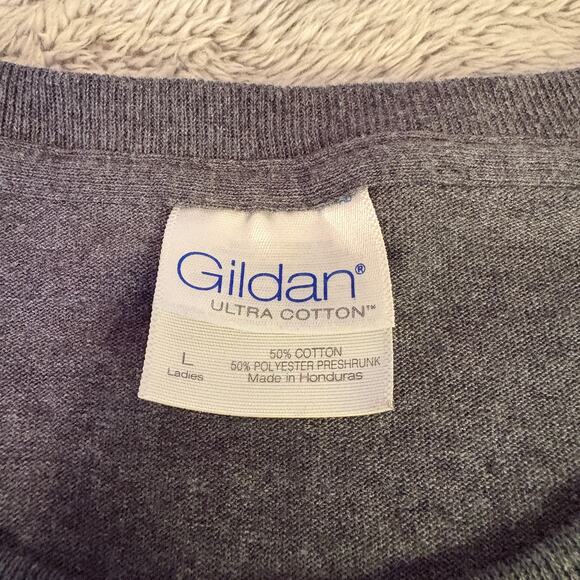 Gildan®
ULTRA COTTON™
L
Ladies
50% COTTON
50% POLYESTER PRESHRUNK
Made in Honduras